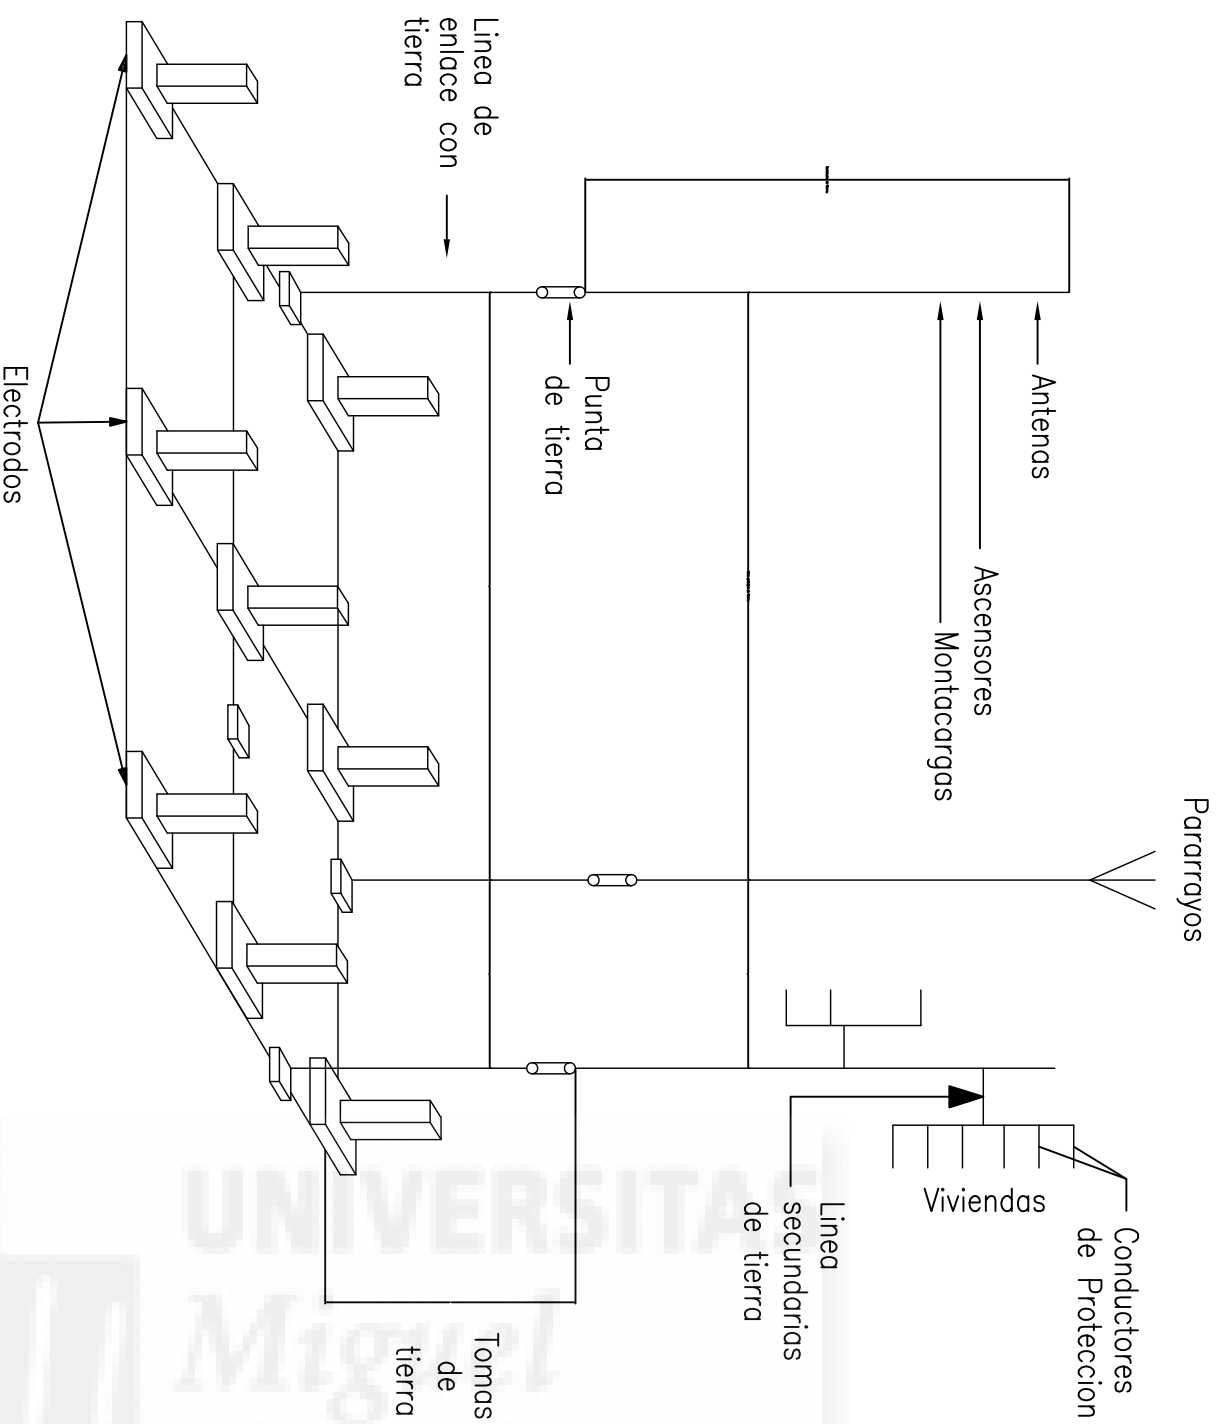 Pararrayos
Antenas
Ascensores
Montacargas
Conductores
de Proteccion
Viviendas
Linea
secundarias
de tierra
Punta
de tierra
Linea de
enlace con
tierra
Tomas
de
tierra
Electrodos
UNIVERSITAS
Miguel